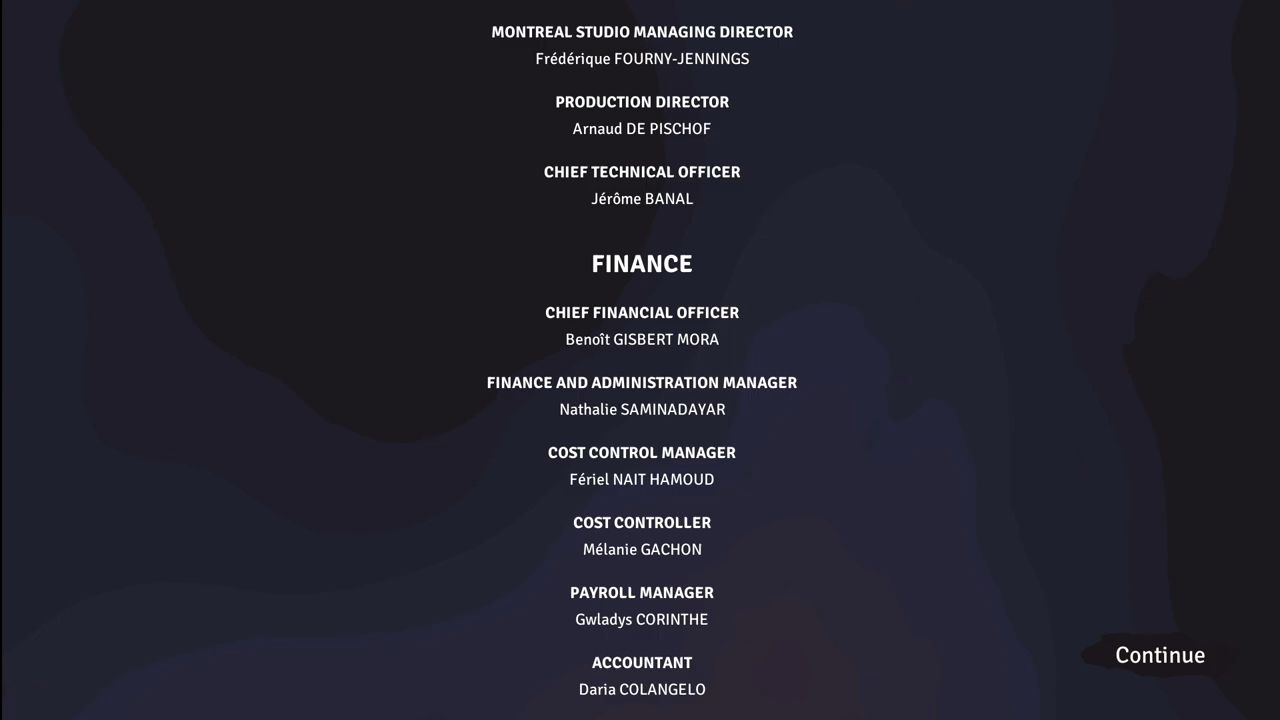 MONTREAL STUDIO MANAGING DIRECTOR
Frédérique FOURNY-JENNINGS
PRODUCTION DIRECTOR
Arnaud DE PISCHOF
CHIEF TECHNICAL OFFICER
Jérôme BANAL
FINANCE
CHIEF FINANCIAL OFFICER
Benoît GISBERT MORA
FINANCE AND ADMINISTRATION MANAGER
Nathalie SAMINADAYAR
COST CONTROL MANAGER
Fériel NAIT HAMOUD
COST CONTROLLER
Mélanie GACHON
PAYROLL MANAGER
Gwladys CORINTHE
Continue
ACCOUNTANT
Daria COLANGELO